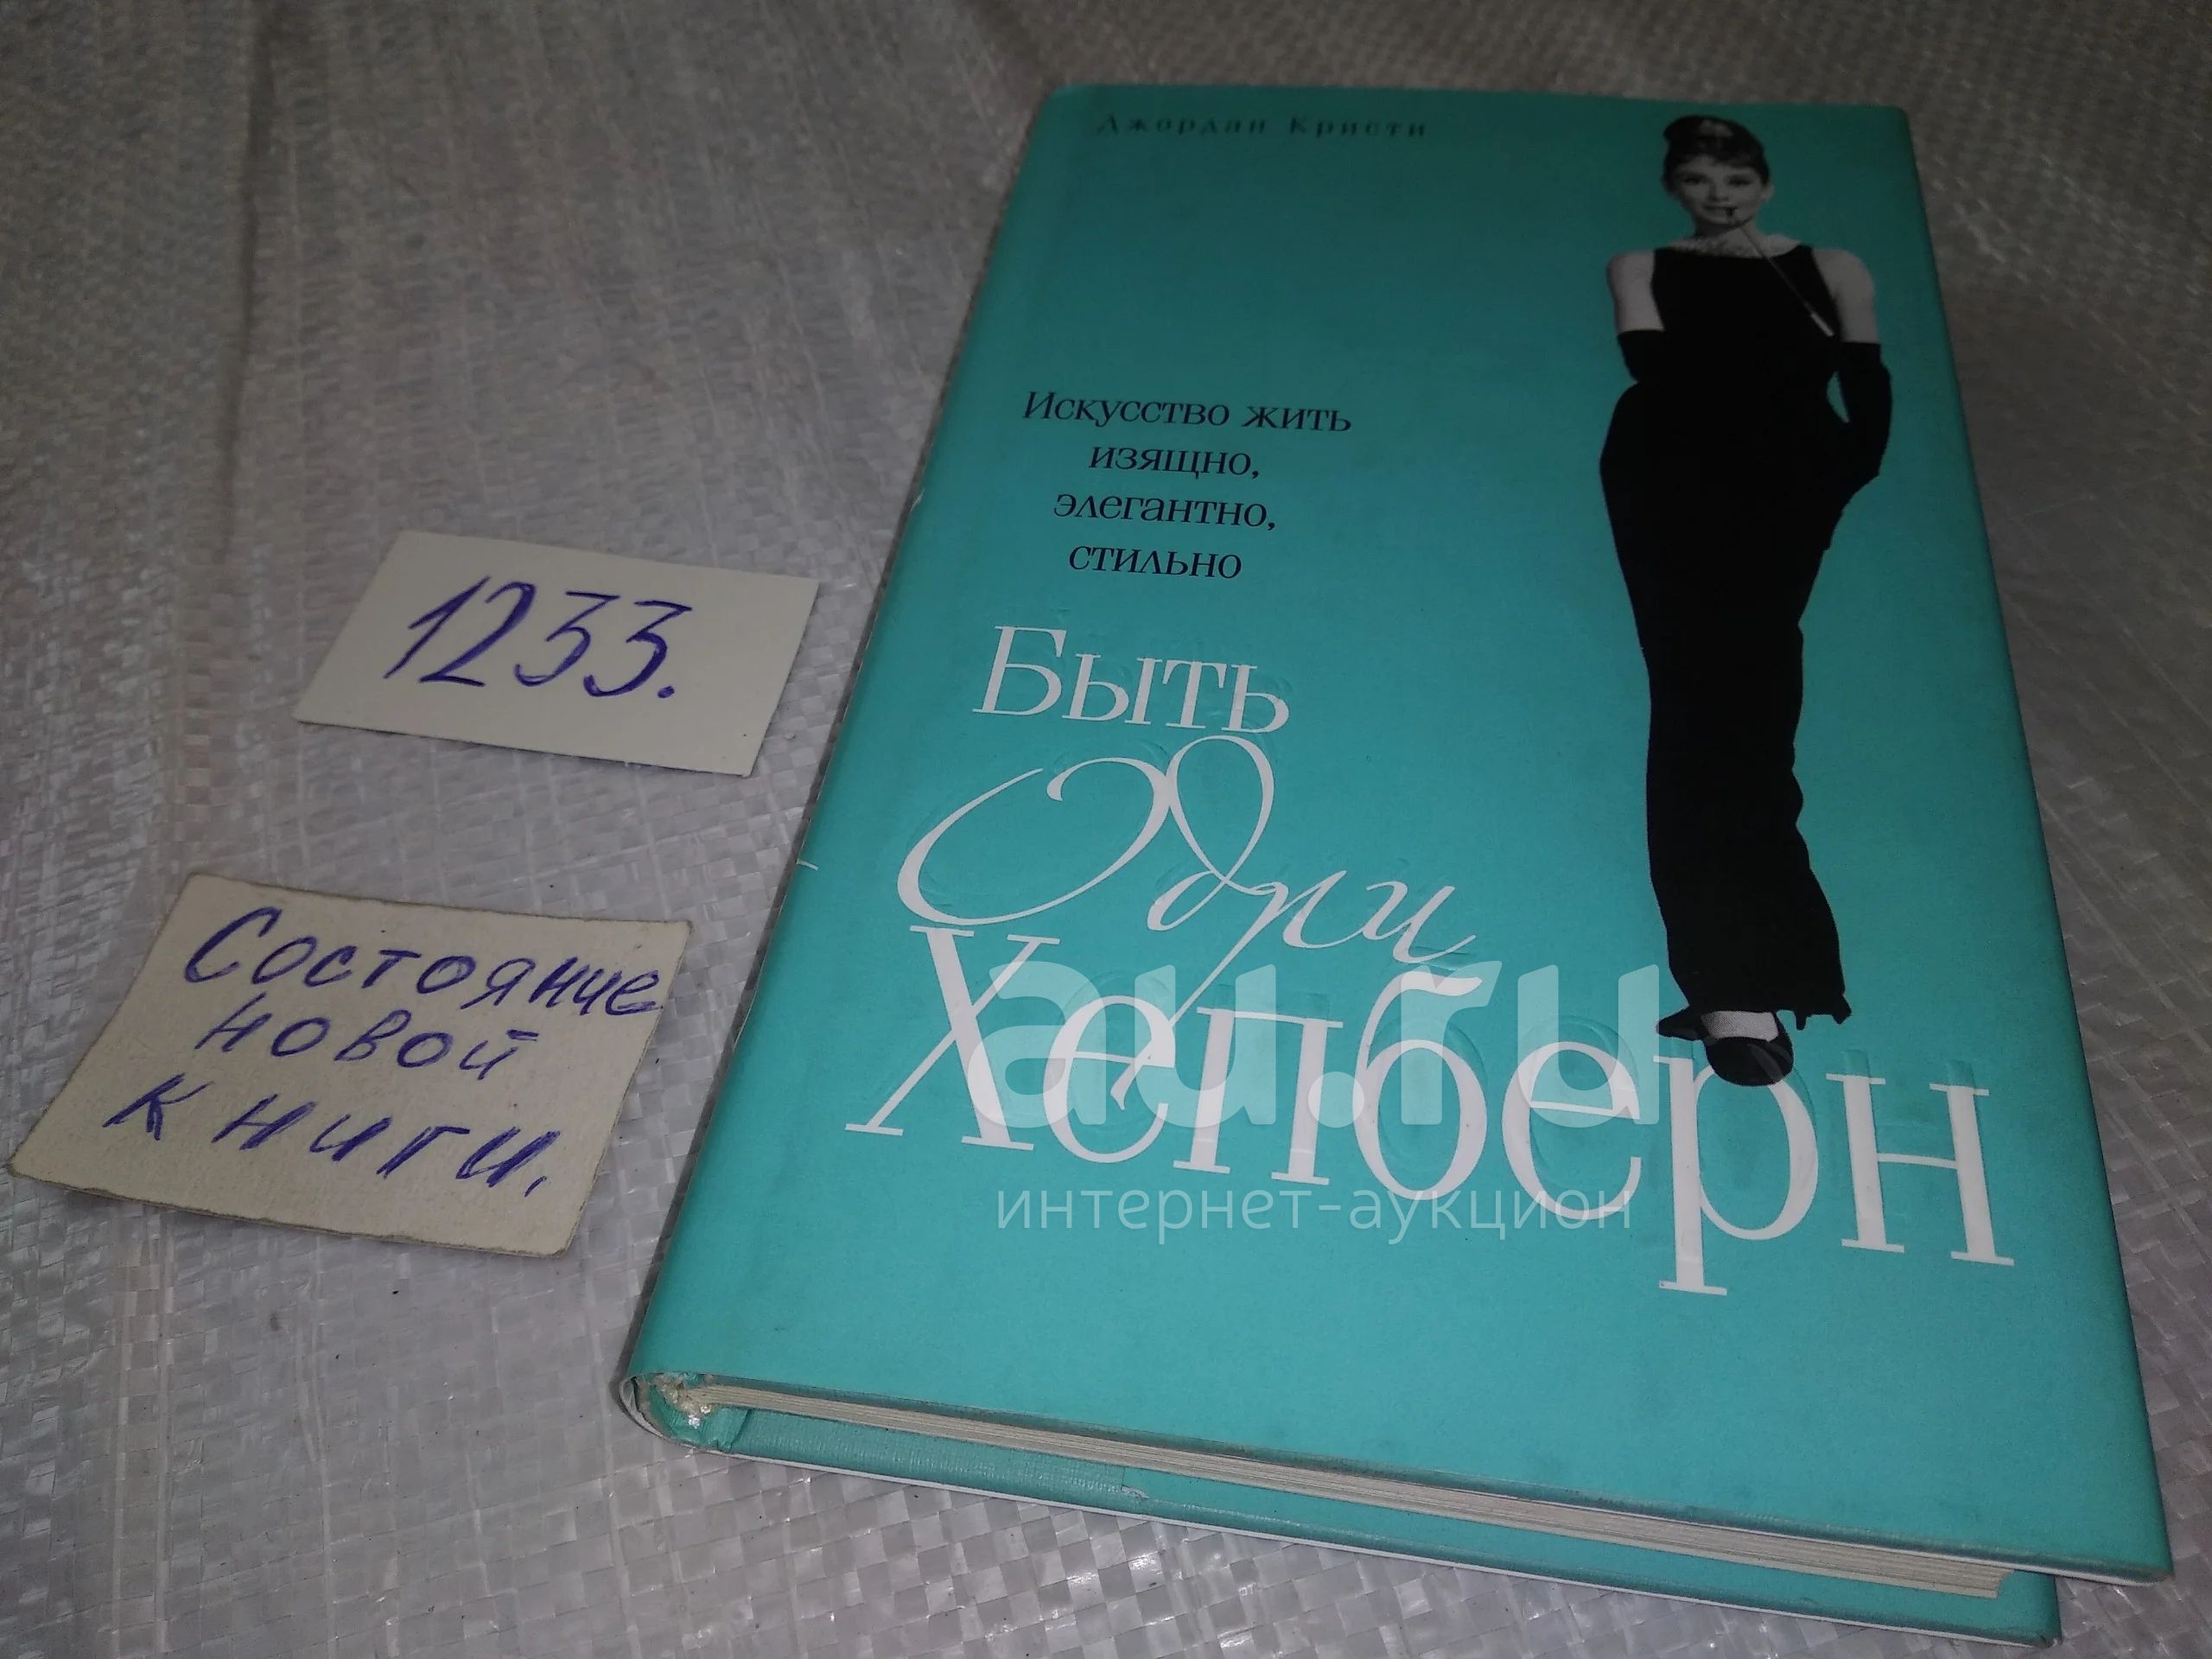 Джордан Кристи
Искусство жить
изящно,
элегантно,
стильно
Быть
Одри
Хепберн
1233.
Состояние
новой
книги.
au.ru
интернет-аукцион